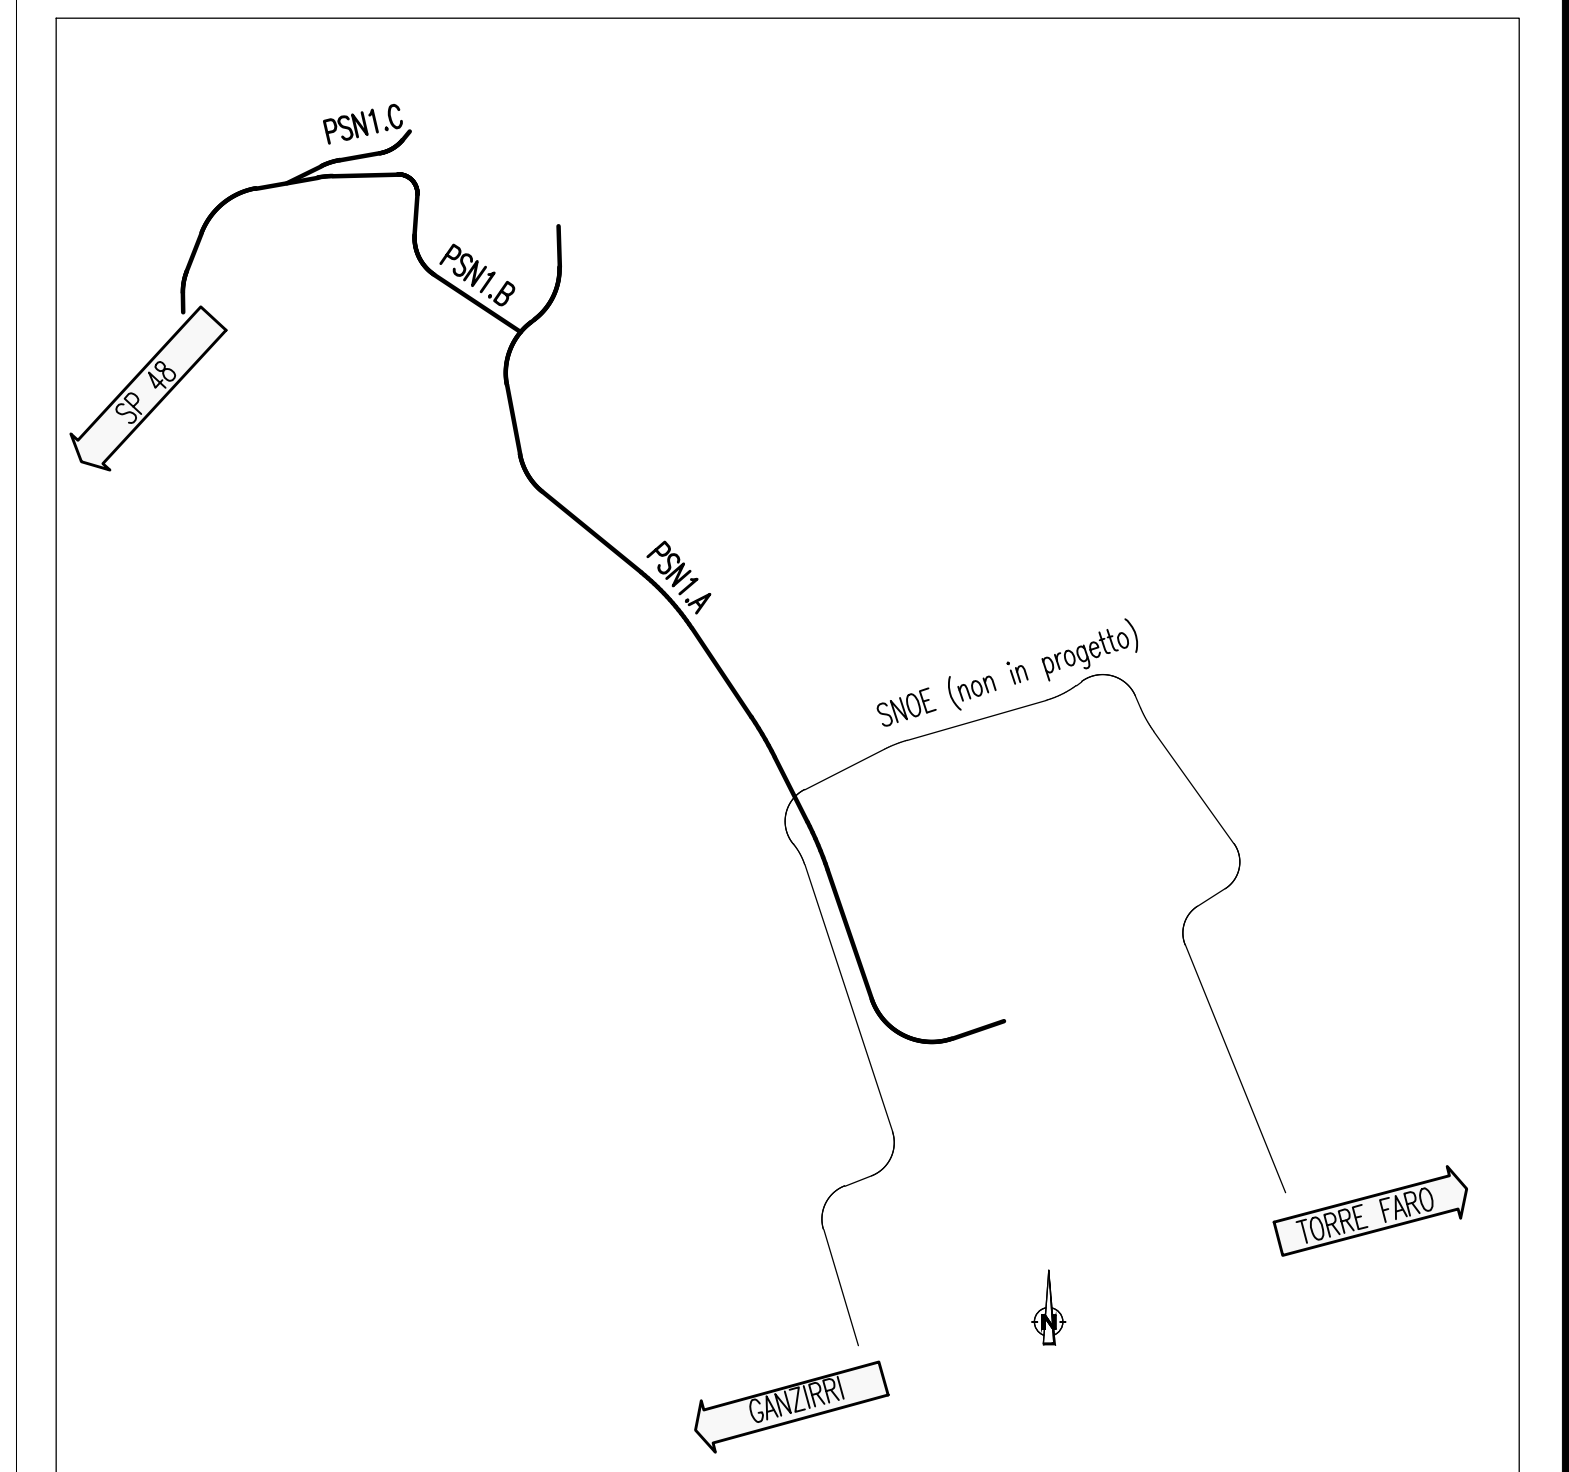 PSN1.C
PSN1.B
SP 48
PSN1.A
SNOE (non in progetto)
TORRE FARO
N
GANZIRRI